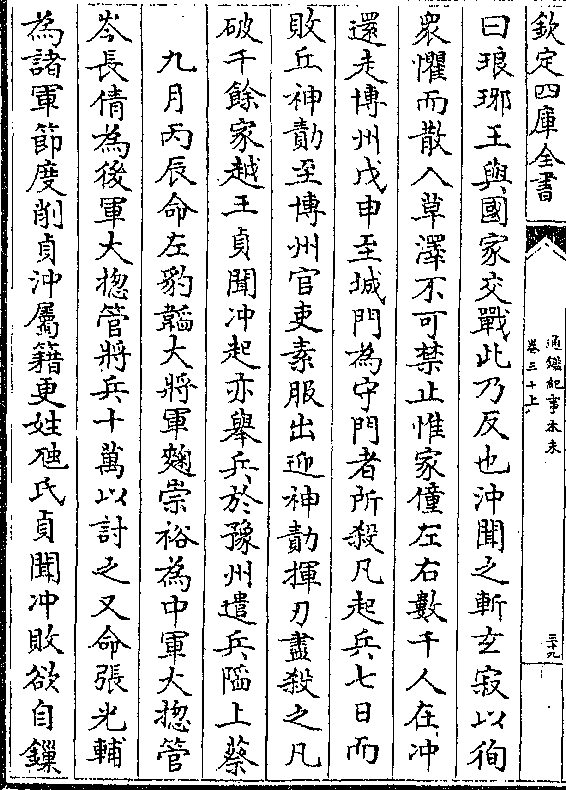 欽定四庫全書
通鑑紀事本末
卷三十上
三十九
曰琅琊王與國家交戰此乃反也沖聞之斬玄寂以徇
衆懼而散入草澤不可禁止惟家僮左右數千人在沖
還走博州戊申至城門為守門者所殺凡起兵七日而
敗丘神勣至博州官吏素服出迎神勣揮刃盡殺之凡
破千餘家越王貞聞沖起亦舉兵於豫州遣兵陷上蔡
九月丙辰命左豹韜大將軍麴崇裕為中軍大揔管
岑長倩為後軍大揔管將兵十萬以討之又命張光輔
為諸軍節度削貞沖屬籍更姓虺氏貞聞沖敗欲自鏁